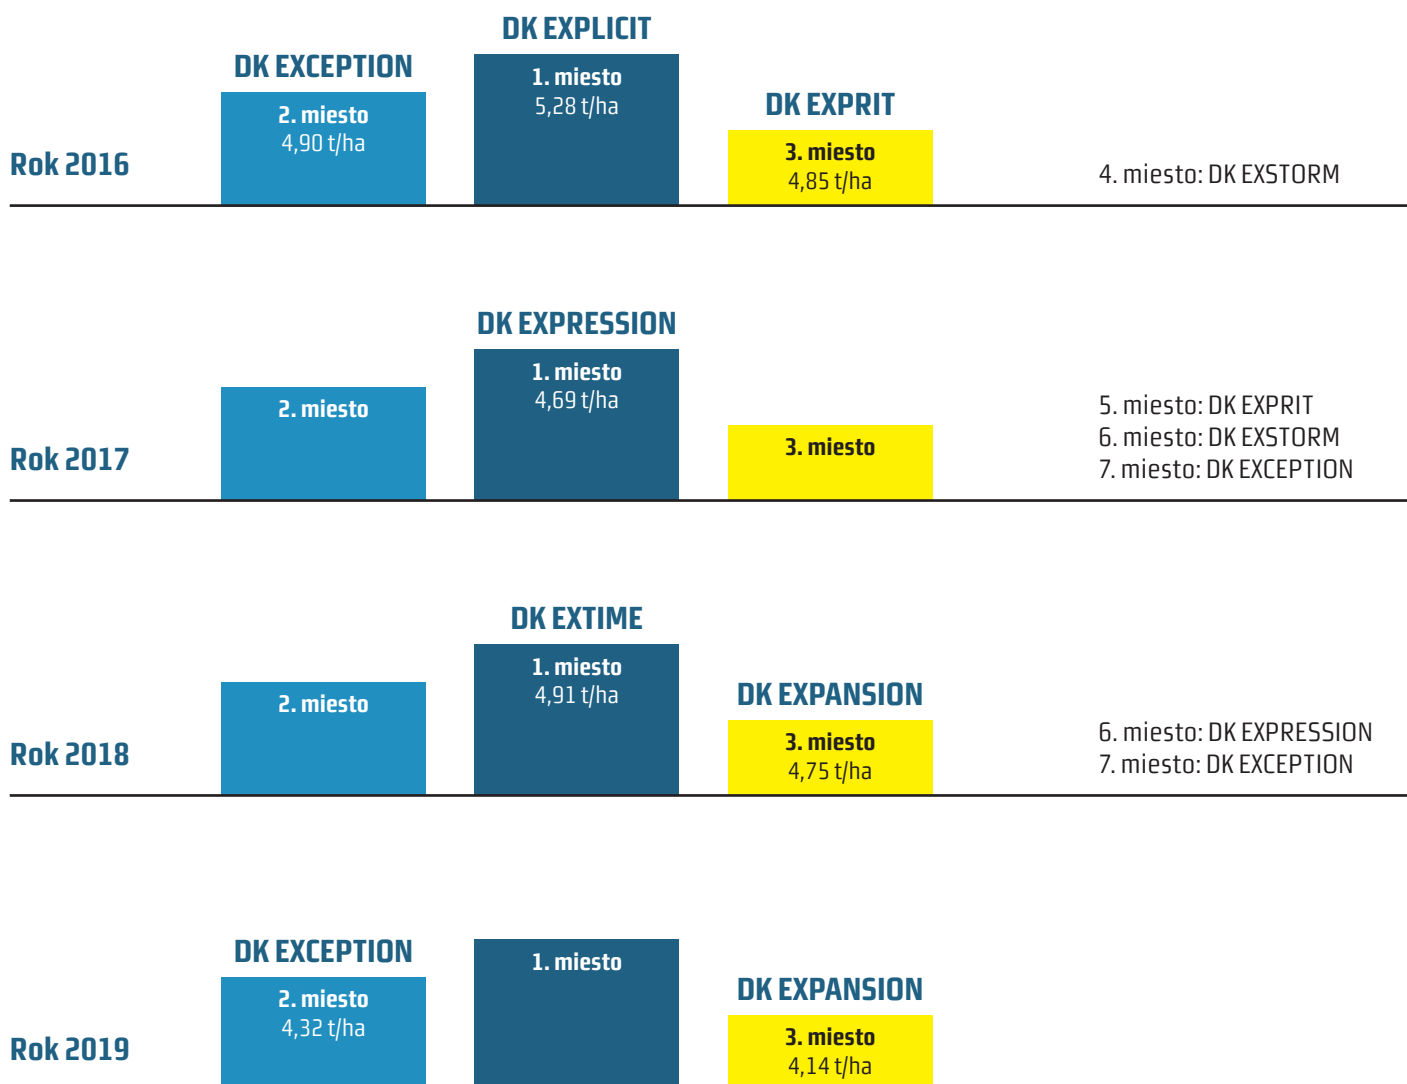 DK EXPLICIT
DK EXCEPTION
1. miesto
5,28 t/ha
DK EXPRIT
2. miesto
4,90 t/ha
3. miesto
4,85 t/ha
Rok 2016
4. miesto: DK EXSTORM
DK EXPRESSION
1. miesto
4,69 t/ha
2. miesto
3. miesto
Rok 2017
5. miesto: DK EXPRIT
6. miesto: DK EXSTORM
7. miesto: DK EXCEPTION
DK EXTIME
1. miesto
4,91 t/ha
2. miesto
DK EXPANSION
3. miesto
4,75 t/ha
Rok 2018
6. miesto: DK EXPRESSION
7. miesto: DK EXCEPTION
DK EXCEPTION
1. miesto
2. miesto
4,32 t/ha
DK EXPANSION
3. miesto
4,14 t/ha
Rok 2019